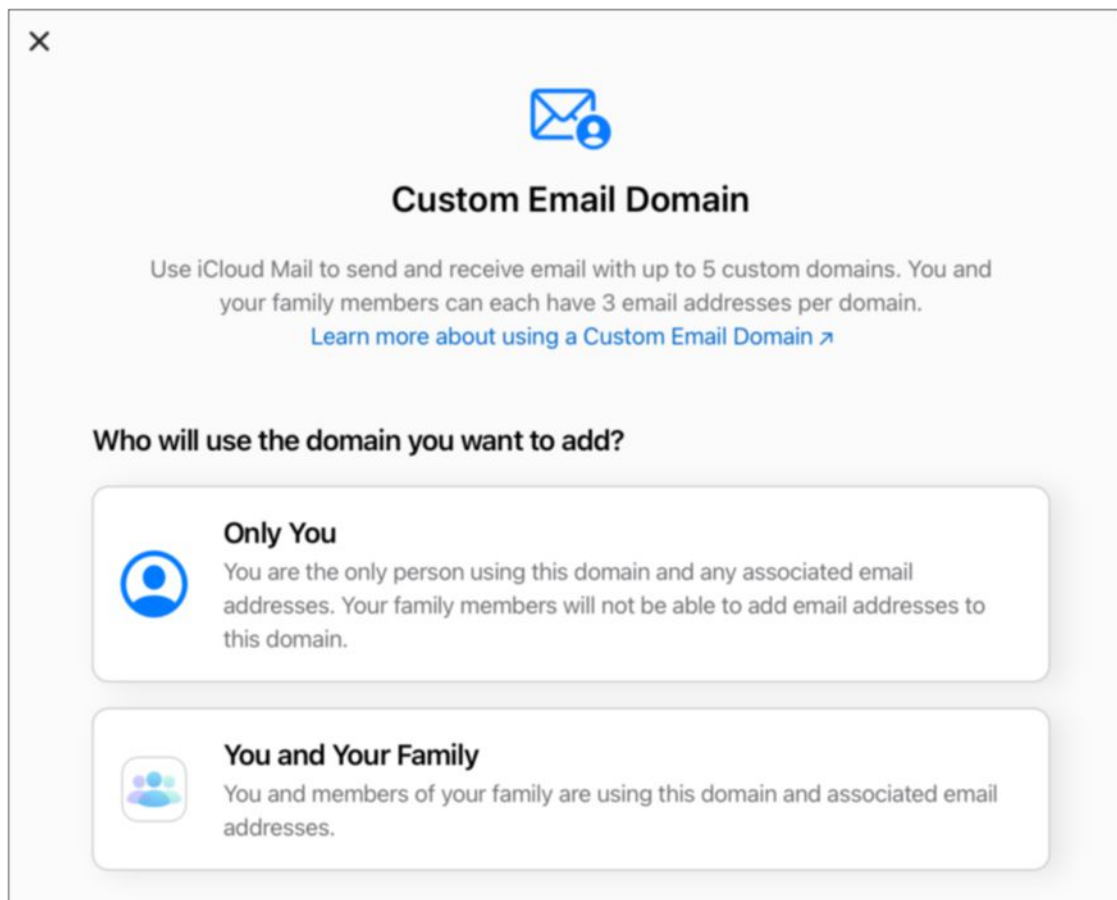 Custom Email Domain
Use iCloud Mail to send and receive email with up to 5 custom domains. You and
your family members can each have 3 email addresses per domain.
Learn more about using a Custom Email Domain ↗
Who will use the domain you want to add?
Only You
You are the only person using this domain and any associated email
addresses. Your family members will not be able to add email addresses to
this domain.
You and Your Family
You and members of your family are using this domain and associated email
addresses.